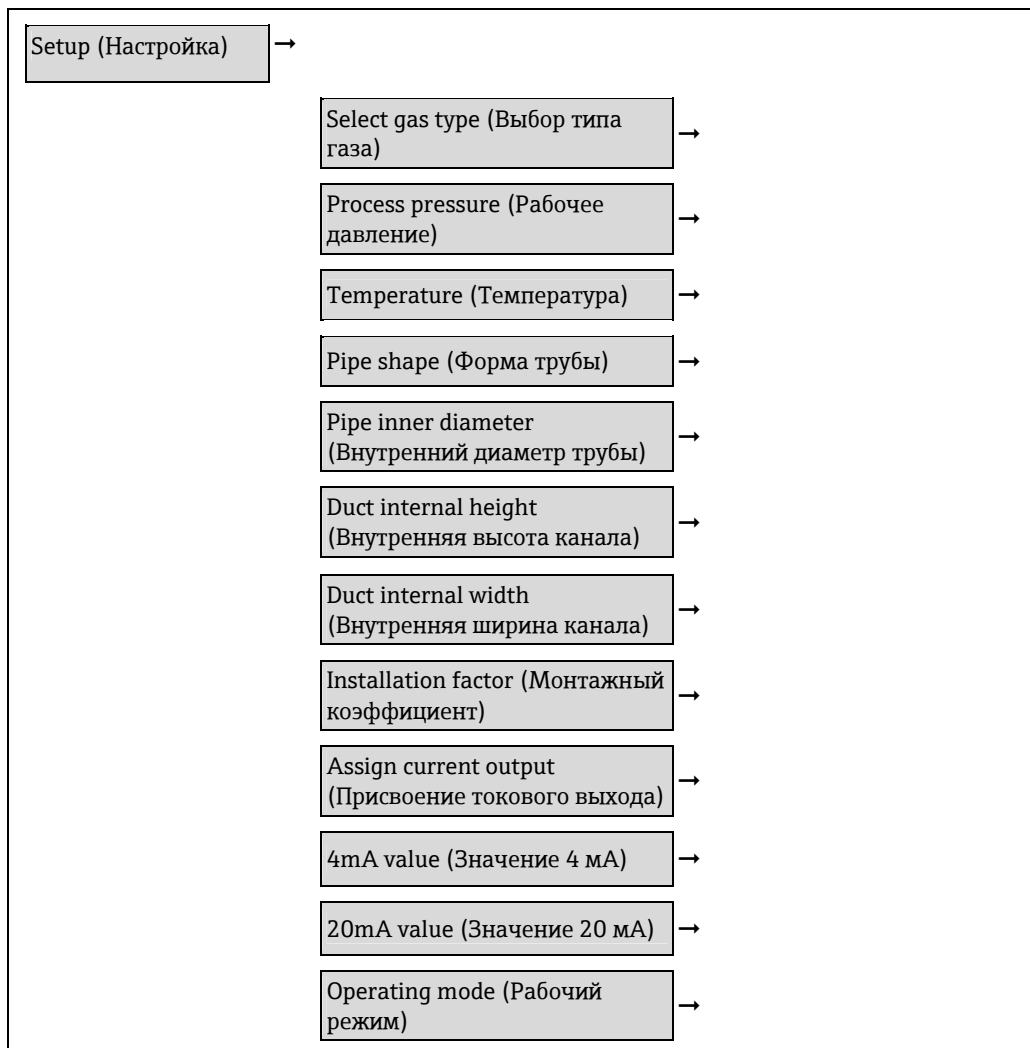 Setup (Настройка) →
Select gas type (Выбор типа
газа) →
Process pressure (Рабочее
давление) →
Temperature (Температура) →
Pipe shape (Форма трубы) →
Pipe inner diameter
(Внутренний диаметр трубы) →
Duct internal height
(Внутренняя высота канала) →
Duct internal width
(Внутренняя ширина канала) →
Installation factor (Монтажный
коэффициент) →
Assign current output
(Присвоение токового выхода) →
4mA value (Значение 4 мА) →
20mA value (Значение 20 мА) →
Operating mode (Рабочий
режим) →